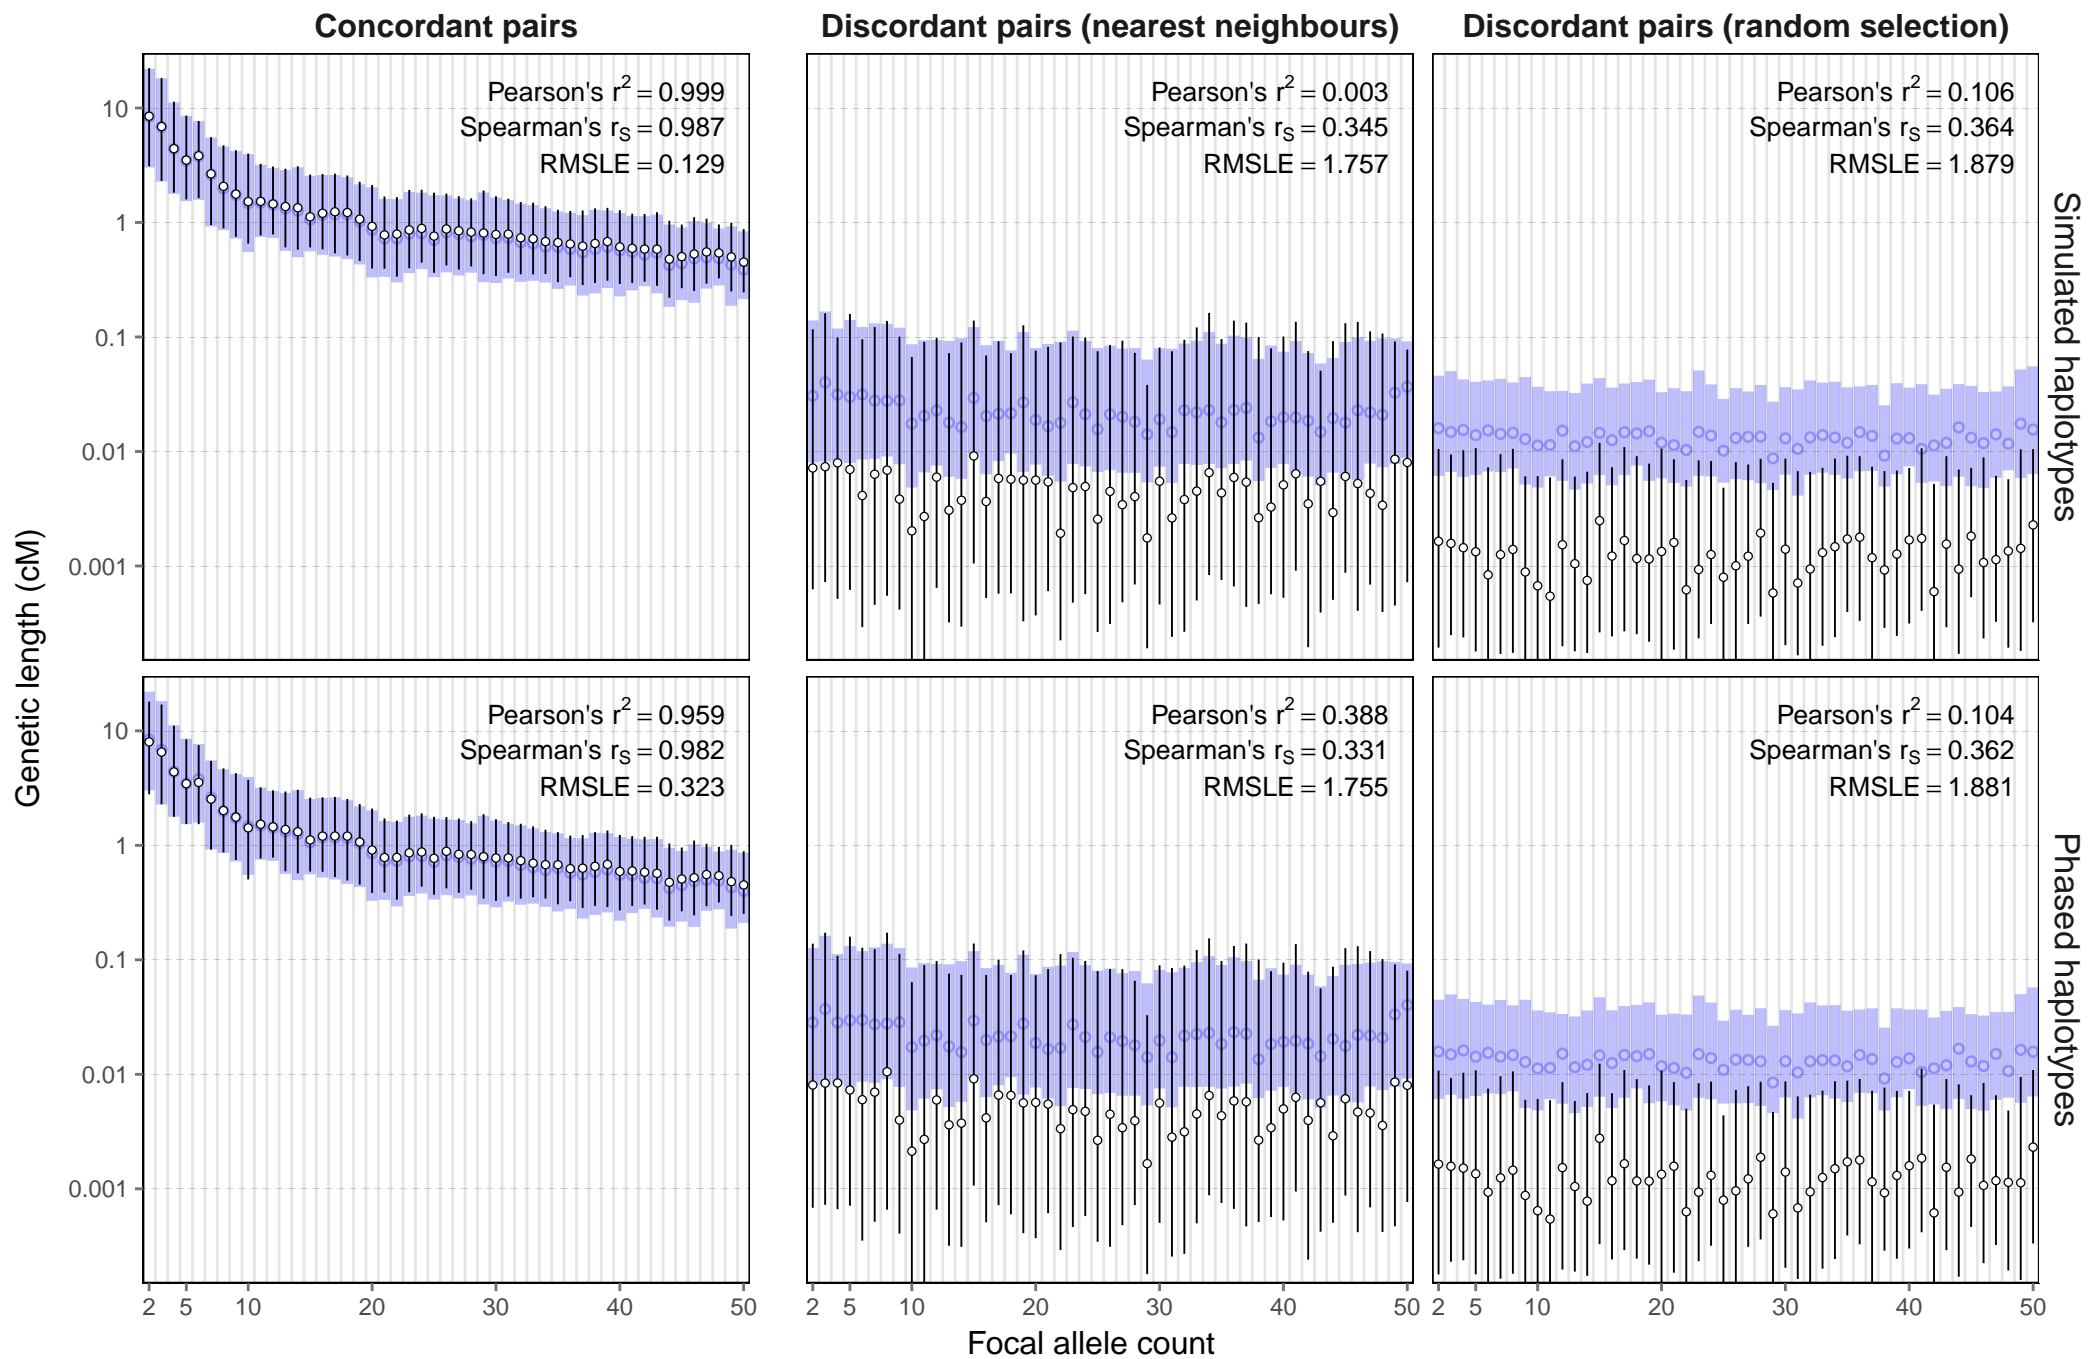 Concordant pairs
Discordant pairs (nearest neighbours)
Discordant pairs (random selection)
Genetic length (cM)
10
1
0.1
0.01
0.001
Pearson's r² = 0.999
Spearman's rS = 0.987
RMSLE = 0.129
Pearson's r² = 0.003
Spearman's rS = 0.345
RMSLE = 1.757
Pearson's r² = 0.106
Spearman's rS = 0.364
RMSLE = 1.879
Simulated haplotypes
10
1
0.1
0.01
0.001
Pearson's r² = 0.959
Spearman's rS = 0.982
RMSLE = 0.323
Pearson's r² = 0.388
Spearman's rS = 0.331
RMSLE = 1.755
Pearson's r² = 0.104
Spearman's rS = 0.362
RMSLE = 1.881
Phased haplotypes
2 5 10 20 30 40 50
2 5 10 20 30 40 50
2 5 10 20 30 40 50
Focal allele count